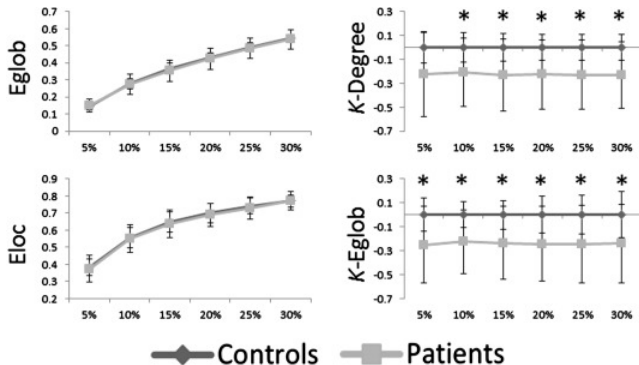 Eglob
0.7
0.6
0.5
0.4
0.3
0.2
0.1
0
5% 10% 15% 20% 25% 30%
K-Degree
* * * * *
0.3
0.1
-0.1
-0.3
-0.5
-0.7
5% 10% 15% 20% 25% 30%
Eloc
0.9
0.8
0.7
0.6
0.5
0.4
0.3
0.2
5% 10% 15% 20% 25% 30%
K-Eglob
* * * * * *
0.3
0.1
-0.1
-0.3
-0.5
-0.7
5% 10% 15% 20% 25% 30%
Controls Patients